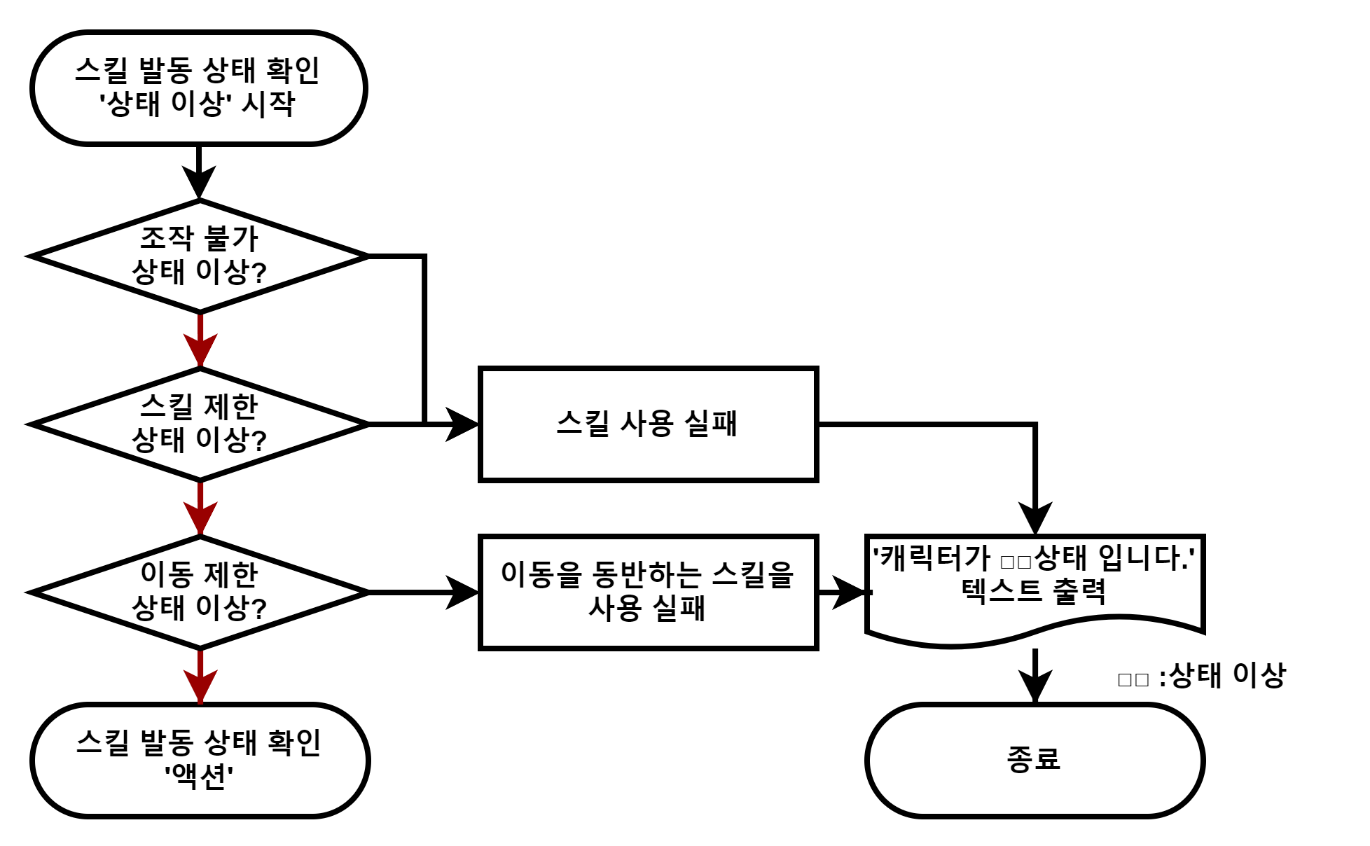 스킬 발동 상태 확인
'상태 이상' 시작
조작 불가
상태 이상?
스킬 제한
상태 이상?
스킬 사용 실패
이동 제한
상태 이상?
이동을 동반하는 스킬을
사용 실패
'캐릭터가 □□상태 입니다.'
텍스트 출력
□□ :상태 이상
스킬 발동 상태 확인
'액션'
종료